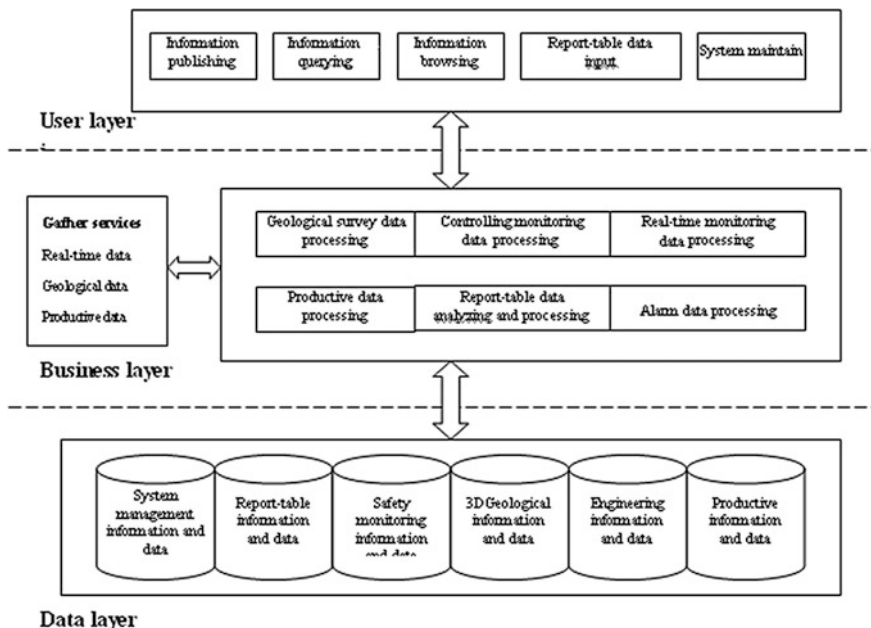 Information
publishing
Information
querying
Information
browsing
Report-table data
input
System maintain
User layer
Gather services
Real-time data
Geological data
Productive data
Geological survey data
processing
Controlling monitoring
data processing
Real-time monitoring
data processing
Productive data
processing
Report-table data
analyzing and processing
Alarm data processing
Business layer
System
management
information and
data
Report-table
information
and data
Safety
monitoring
information
and data
3D Geological
information
and data
Engineering
information
and data
Productive
information
and data
Data layer